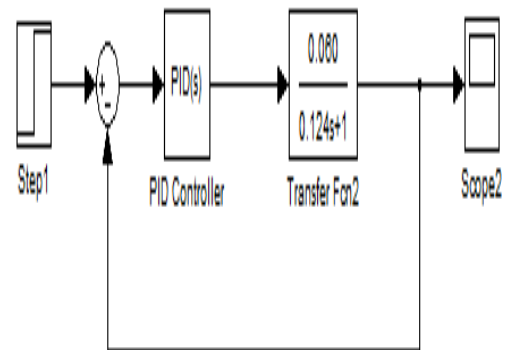 +
−
PID(s)
0.060
0.124s+1
Step1
PID Controller
Transfer Fcn2
Scope2